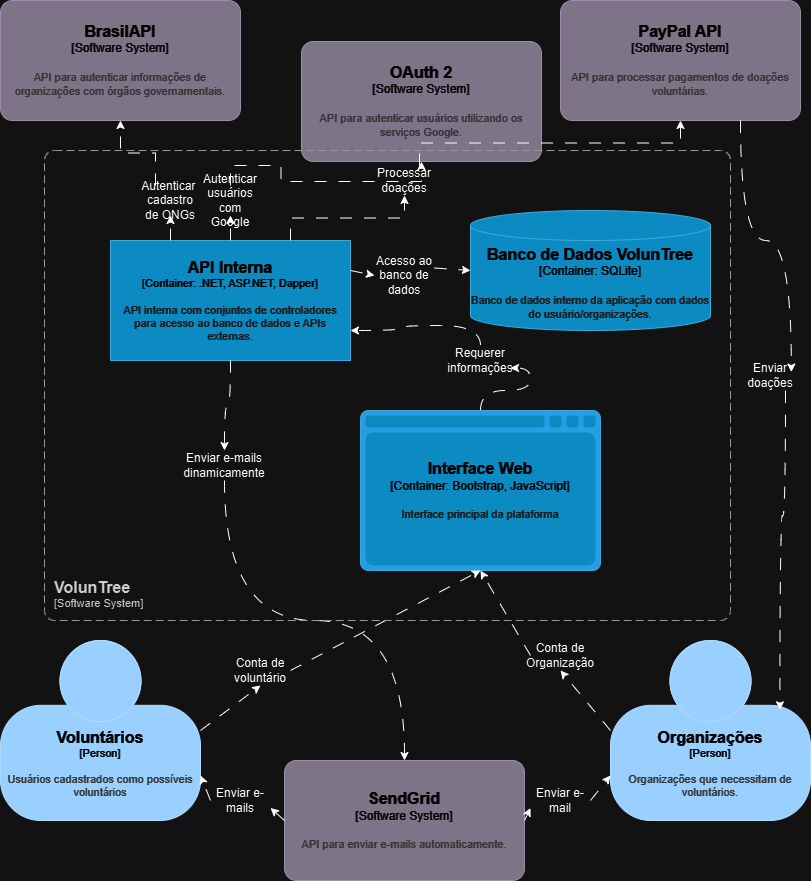 BrasilAPI
[Software System]
API para autenticar informações de
organizações com órgãos governamentais.
OAuth 2
[Software System]
API para autenticar usuários utilizando os
serviços Google.
PayPal API
[Software System]
API para processar pagamentos de doações
voluntárias.
Autenticar
cadastro
de ONGs
Autenticar
usuários
com
Google
Processar
doações
API Interna
[Container: .NET, ASP.NET, Dapper]
API interna com conjuntos de controladores
para acesso ao banco de dados e APIs
externas.
Acesso ao
banco de
dados
Banco de Dados VolunTree
[Container: SQLite]
Banco de dados interno da aplicação com dados
do usuário/organizações.
Requerer
informações
Enviar
doações
Enviar e-mails
dinamicamente
Interface Web
[Container: Bootstrap, JavaScript]
Interface principal da plataforma
VolunTree
[Software System]
Conta de
voluntário
Conta de
Organização
Voluntários
[Person]
Usuários cadastrados como possíveis
voluntários
Organizações
[Person]
Organizações que necessitam de
voluntários.
Enviar e-
mails
SendGrid
[Software System]
API para enviar e-mails automaticamente.
Enviar e-
mail